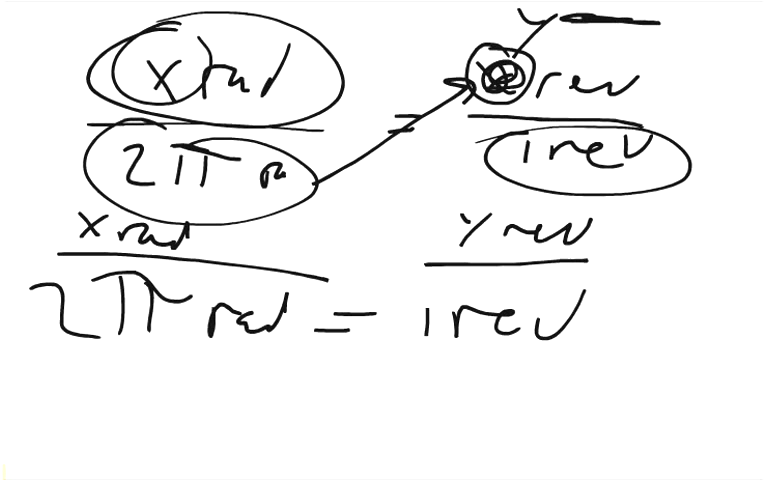 y
x rad rev
= 
2π r 1 rev
x rad y rev
2π rad = 1 rev